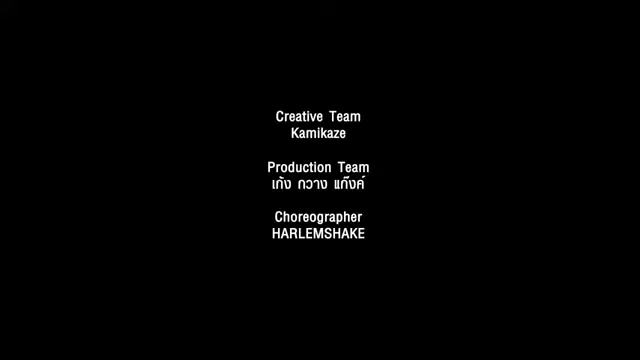 Creative Team
Kamikaze
Production Team
เก้ง กวาง แก๊งค์
Choreographer
HARLEMSHAKE